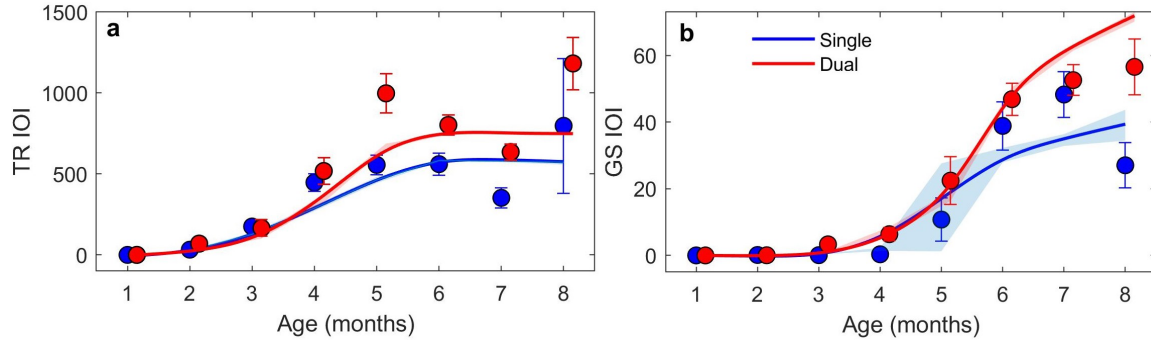 a
1500
1000
500
0
TR IOI
1 2 3 4 5 6 7 8
Age (months)
b
Single
Dual
60
40
20
0
GS IOI
1 2 3 4 5 6 7 8
Age (months)